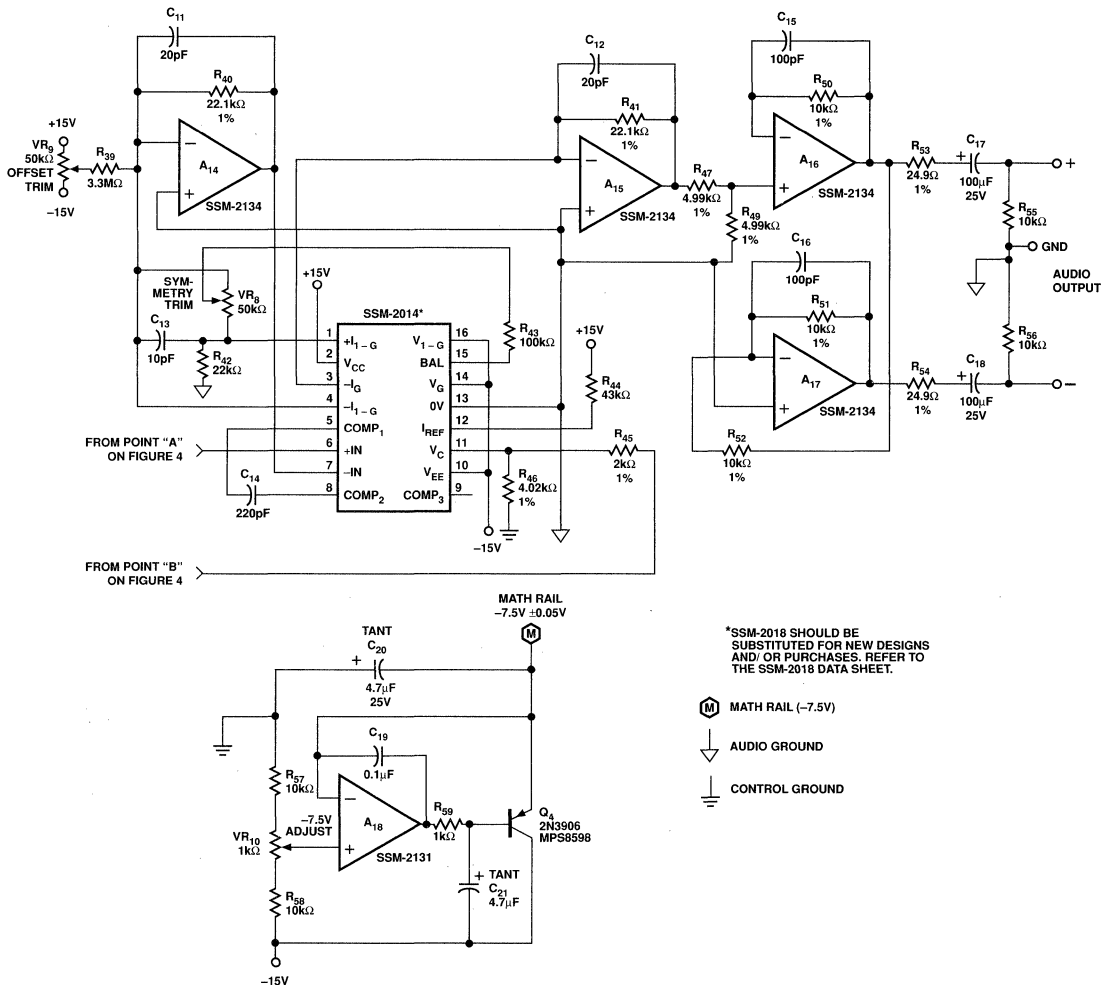 C11
20pF
R40
22.1kΩ
1%
+15V
VR9
50kΩ
OFFSET
TRIM
–15V
R39
3.3MΩ
–
A14
+
SSM-2134
C12
20pF
R41
22.1kΩ
1%
–
A15
+
SSM-2134
R47
4.99kΩ
1%
R49
4.99kΩ
1%
C15
100pF
R50
10kΩ
1%
–
A16
+
SSM-2134
R53
24.9Ω
1%
+
C17
100µF
25V
+
R55
10kΩ
GND
AUDIO
OUTPUT
R56
10kΩ
C16
100pF
R51
10kΩ
1%
–
A17
+
SSM-2134
R54
24.9Ω
1%
+
C18
100µF
25V
–
R52
10kΩ
1%
SYM-
METRY
TRIM
VR8
50kΩ
+15V
C13
10pF
R42
22kΩ
SSM-2014*
1 +I1–G
2 VCC
3 –IG
4 –I1–G
5 COMP1
6 +IN
7 –IN
8 COMP2
V1–G 16
BAL 15
VG 14
0V 13
IREF 12
VC 11
VEE 10
COMP3 9
R43
100kΩ
+15V
R44
43kΩ
R45
2kΩ
1%
R46
4.02kΩ
1%
–15V
FROM POINT "A"
ON FIGURE 4
C14
220pF
FROM POINT "B"
ON FIGURE 4
MATH RAIL
–7.5V ±0.05V
M
TANT
C20
+
4.7µF
25V
C19
0.1µF
R57
10kΩ
–7.5V
ADJUST
VR10
1kΩ
R58
10kΩ
–15V
–
A18
+
SSM-2131
R59
1kΩ
Q4
2N3906
MPS8598
+ TANT
C21
4.7µF
*SSM-2018 SHOULD BE
SUBSTITUTED FOR NEW DESIGNS
AND/ OR PURCHASES. REFER TO
THE SSM-2018 DATA SHEET.
M MATH RAIL (–7.5V)
AUDIO GROUND
CONTROL GROUND